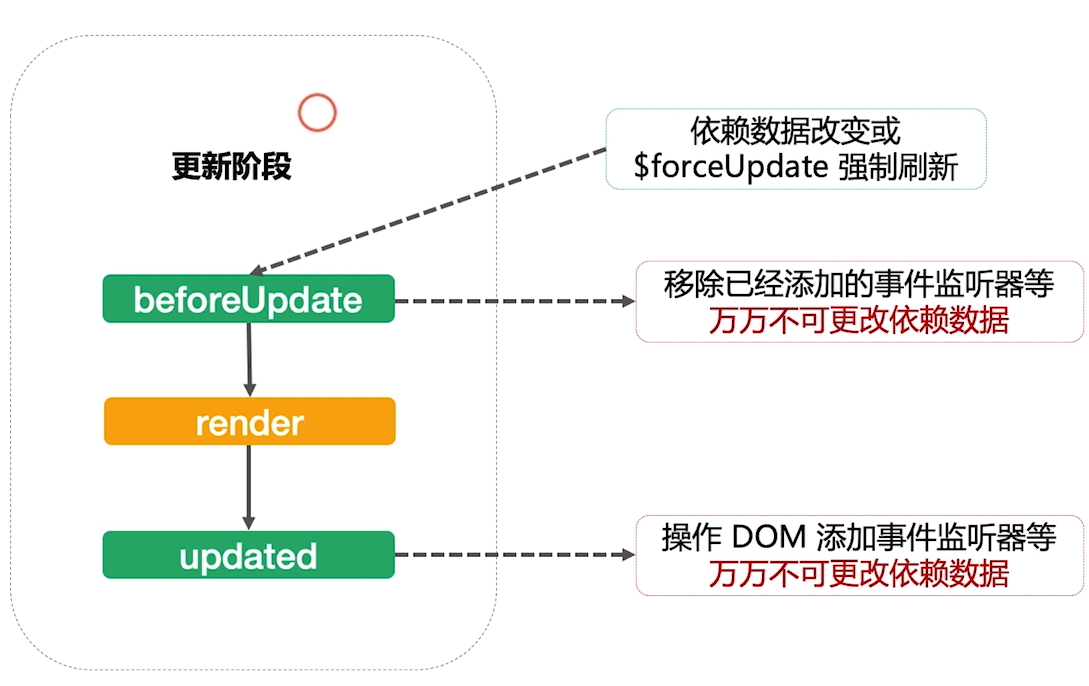 更新阶段
依赖数据改变或
$forceUpdate 强制刷新
beforeUpdate
移除已经添加的事件监听器等
万万不可更改依赖数据
render
updated
操作 DOM 添加事件监听器等
万万不可更改依赖数据